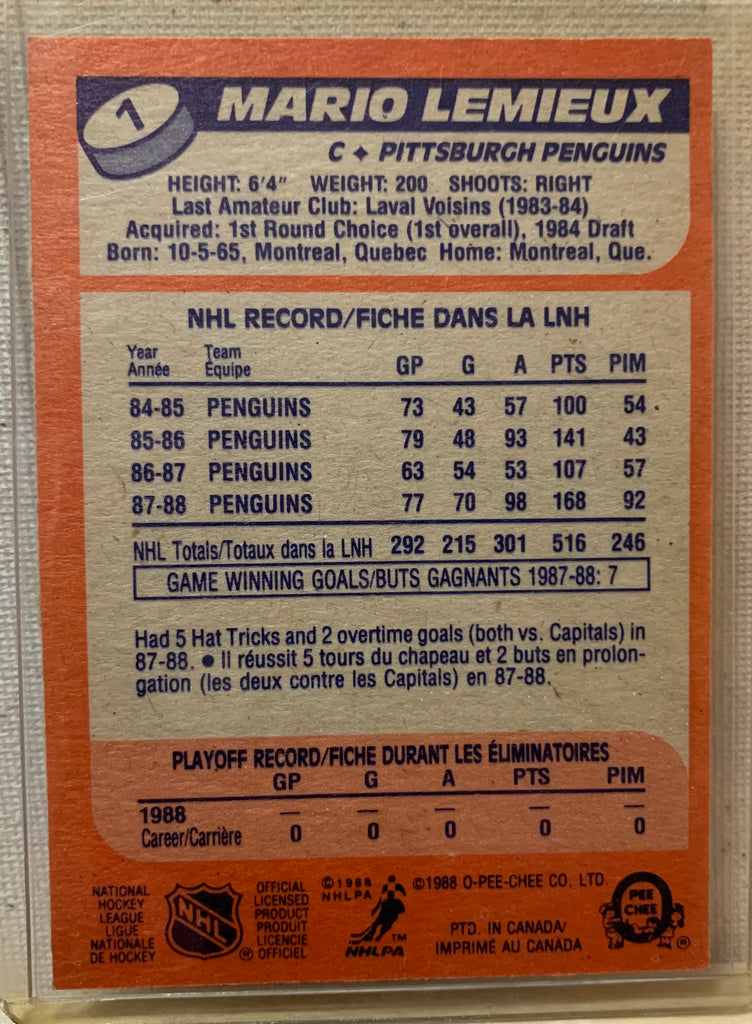 1
MARIO LEMIEUX
C ✦ PITTSBURGH PENGUINS
HEIGHT: 6'4" WEIGHT: 200 SHOOTS: RIGHT
Last Amateur Club: Laval Voisins (1983-84)
Acquired: 1st Round Choice (1st overall), 1984 Draft
Born: 10-5-65, Montreal, Quebec Home: Montreal, Que.
NHL RECORD/FICHE DANS LA LNH
Year Team
Année Équipe GP G A PTS PIM
84-85 PENGUINS 73 43 57 100 54
85-86 PENGUINS 79 48 93 141 43
86-87 PENGUINS 63 54 53 107 57
87-88 PENGUINS 77 70 98 168 92
NHL Totals/Totaux dans la LNH 292 215 301 516 246
GAME WINNING GOALS/BUTS GAGNANTS 1987-88: 7
Had 5 Hat Tricks and 2 overtime goals (both vs. Capitals) in
87-88. ● Il réussit 5 tours du chapeau et 2 buts en prolon-
gation (les deux contre les Capitals) en 87-88.
PLAYOFF RECORD/FICHE DURANT LES ÉLIMINATOIRES
GP G A PTS PIM
1988 — — — — —
Career/Carrière 0 0 0 0 0
NATIONAL
HOCKEY
LEAGUE
LIGUE
NATIONALE
DE HOCKEY
NHL
®
OFFICIAL
LICENSED
PRODUCT
PRODUIT
LICENCIÉ
OFFICIEL
©1988
NHLPA
™
NHLPA
©1988 O-PEE-CHEE CO. LTD.
PTD. IN CANADA/
IMPRIMÉ AU CANADA
O
PEE
CHEE
®